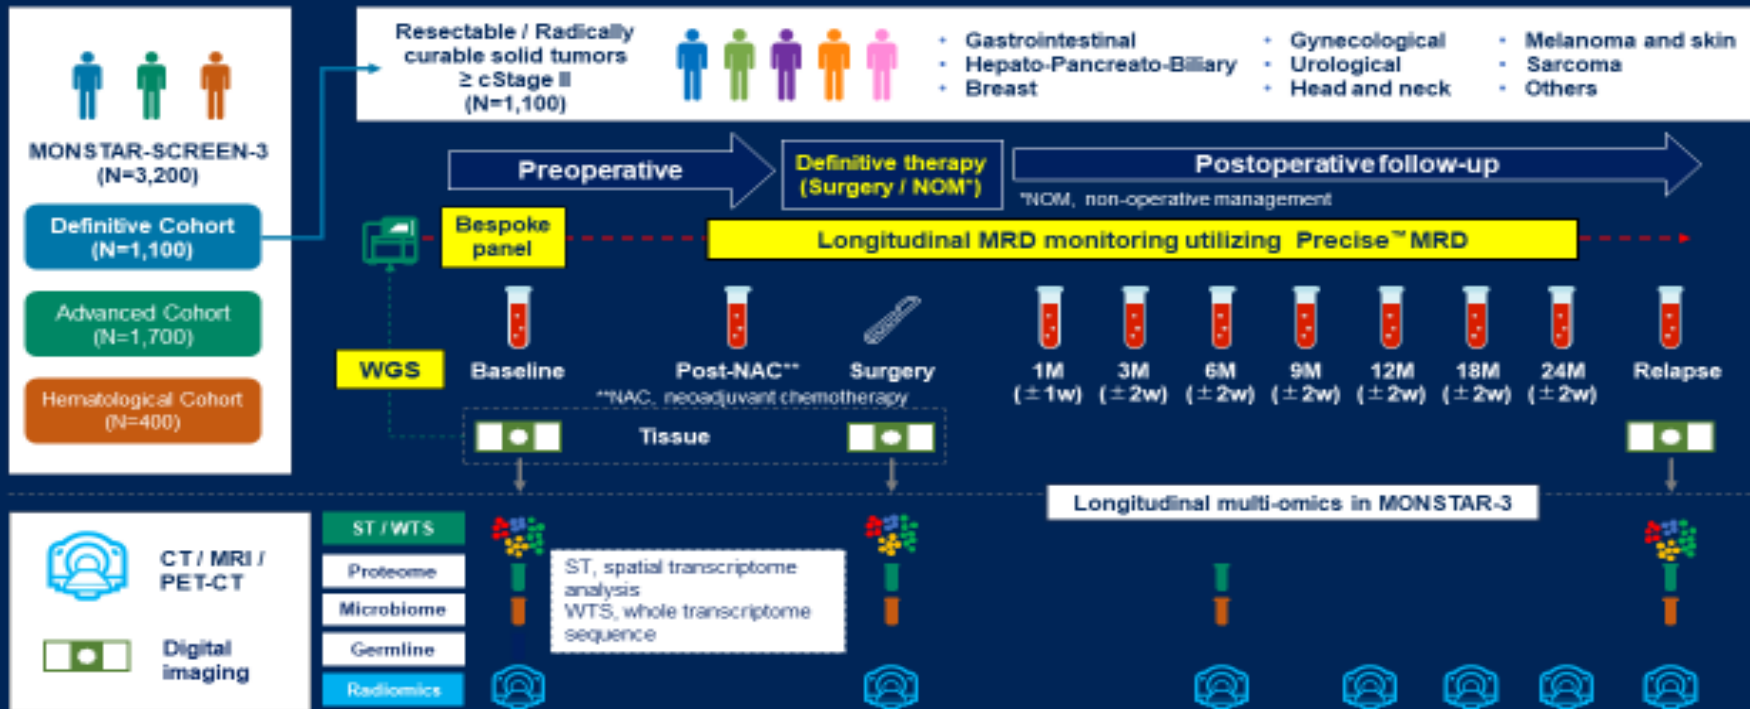 MONSTAR-SCREEN-3
(N=3,200)
Definitive Cohort
(N=1,100)
Advanced Cohort
(N=1,700)
Hematological Cohort
(N=400)
Resectable / Radically
curable solid tumors
≥ cStage II
(N=1,100)
• Gastrointestinal
• Hepato-Pancreato-Biliary
• Breast
• Gynecological
• Urological
• Head and neck
• Melanoma and skin
• Sarcoma
• Others
Preoperative
Definitive therapy
(Surgery / NOM*)
Postoperative follow-up
*NOM, non-operative management
Bespoke
panel
Longitudinal MRD monitoring utilizing Precise™ MRD
WGS
Baseline
Post-NAC**
Surgery
1M
(±1w)
3M
(±2w)
6M
(±2w)
9M
(±2w)
12M
(±2w)
18M
(±2w)
24M
(±2w)
Relapse
**NAC, neoadjuvant chemotherapy
Tissue
Longitudinal multi-omics in MONSTAR-3
CT / MRI /
PET-CT
Digital
imaging
ST / WTS
Proteome
Microbiome
Germline
Radiomics
ST, spatial transcriptome
analysis
WTS, whole transcriptome
sequence